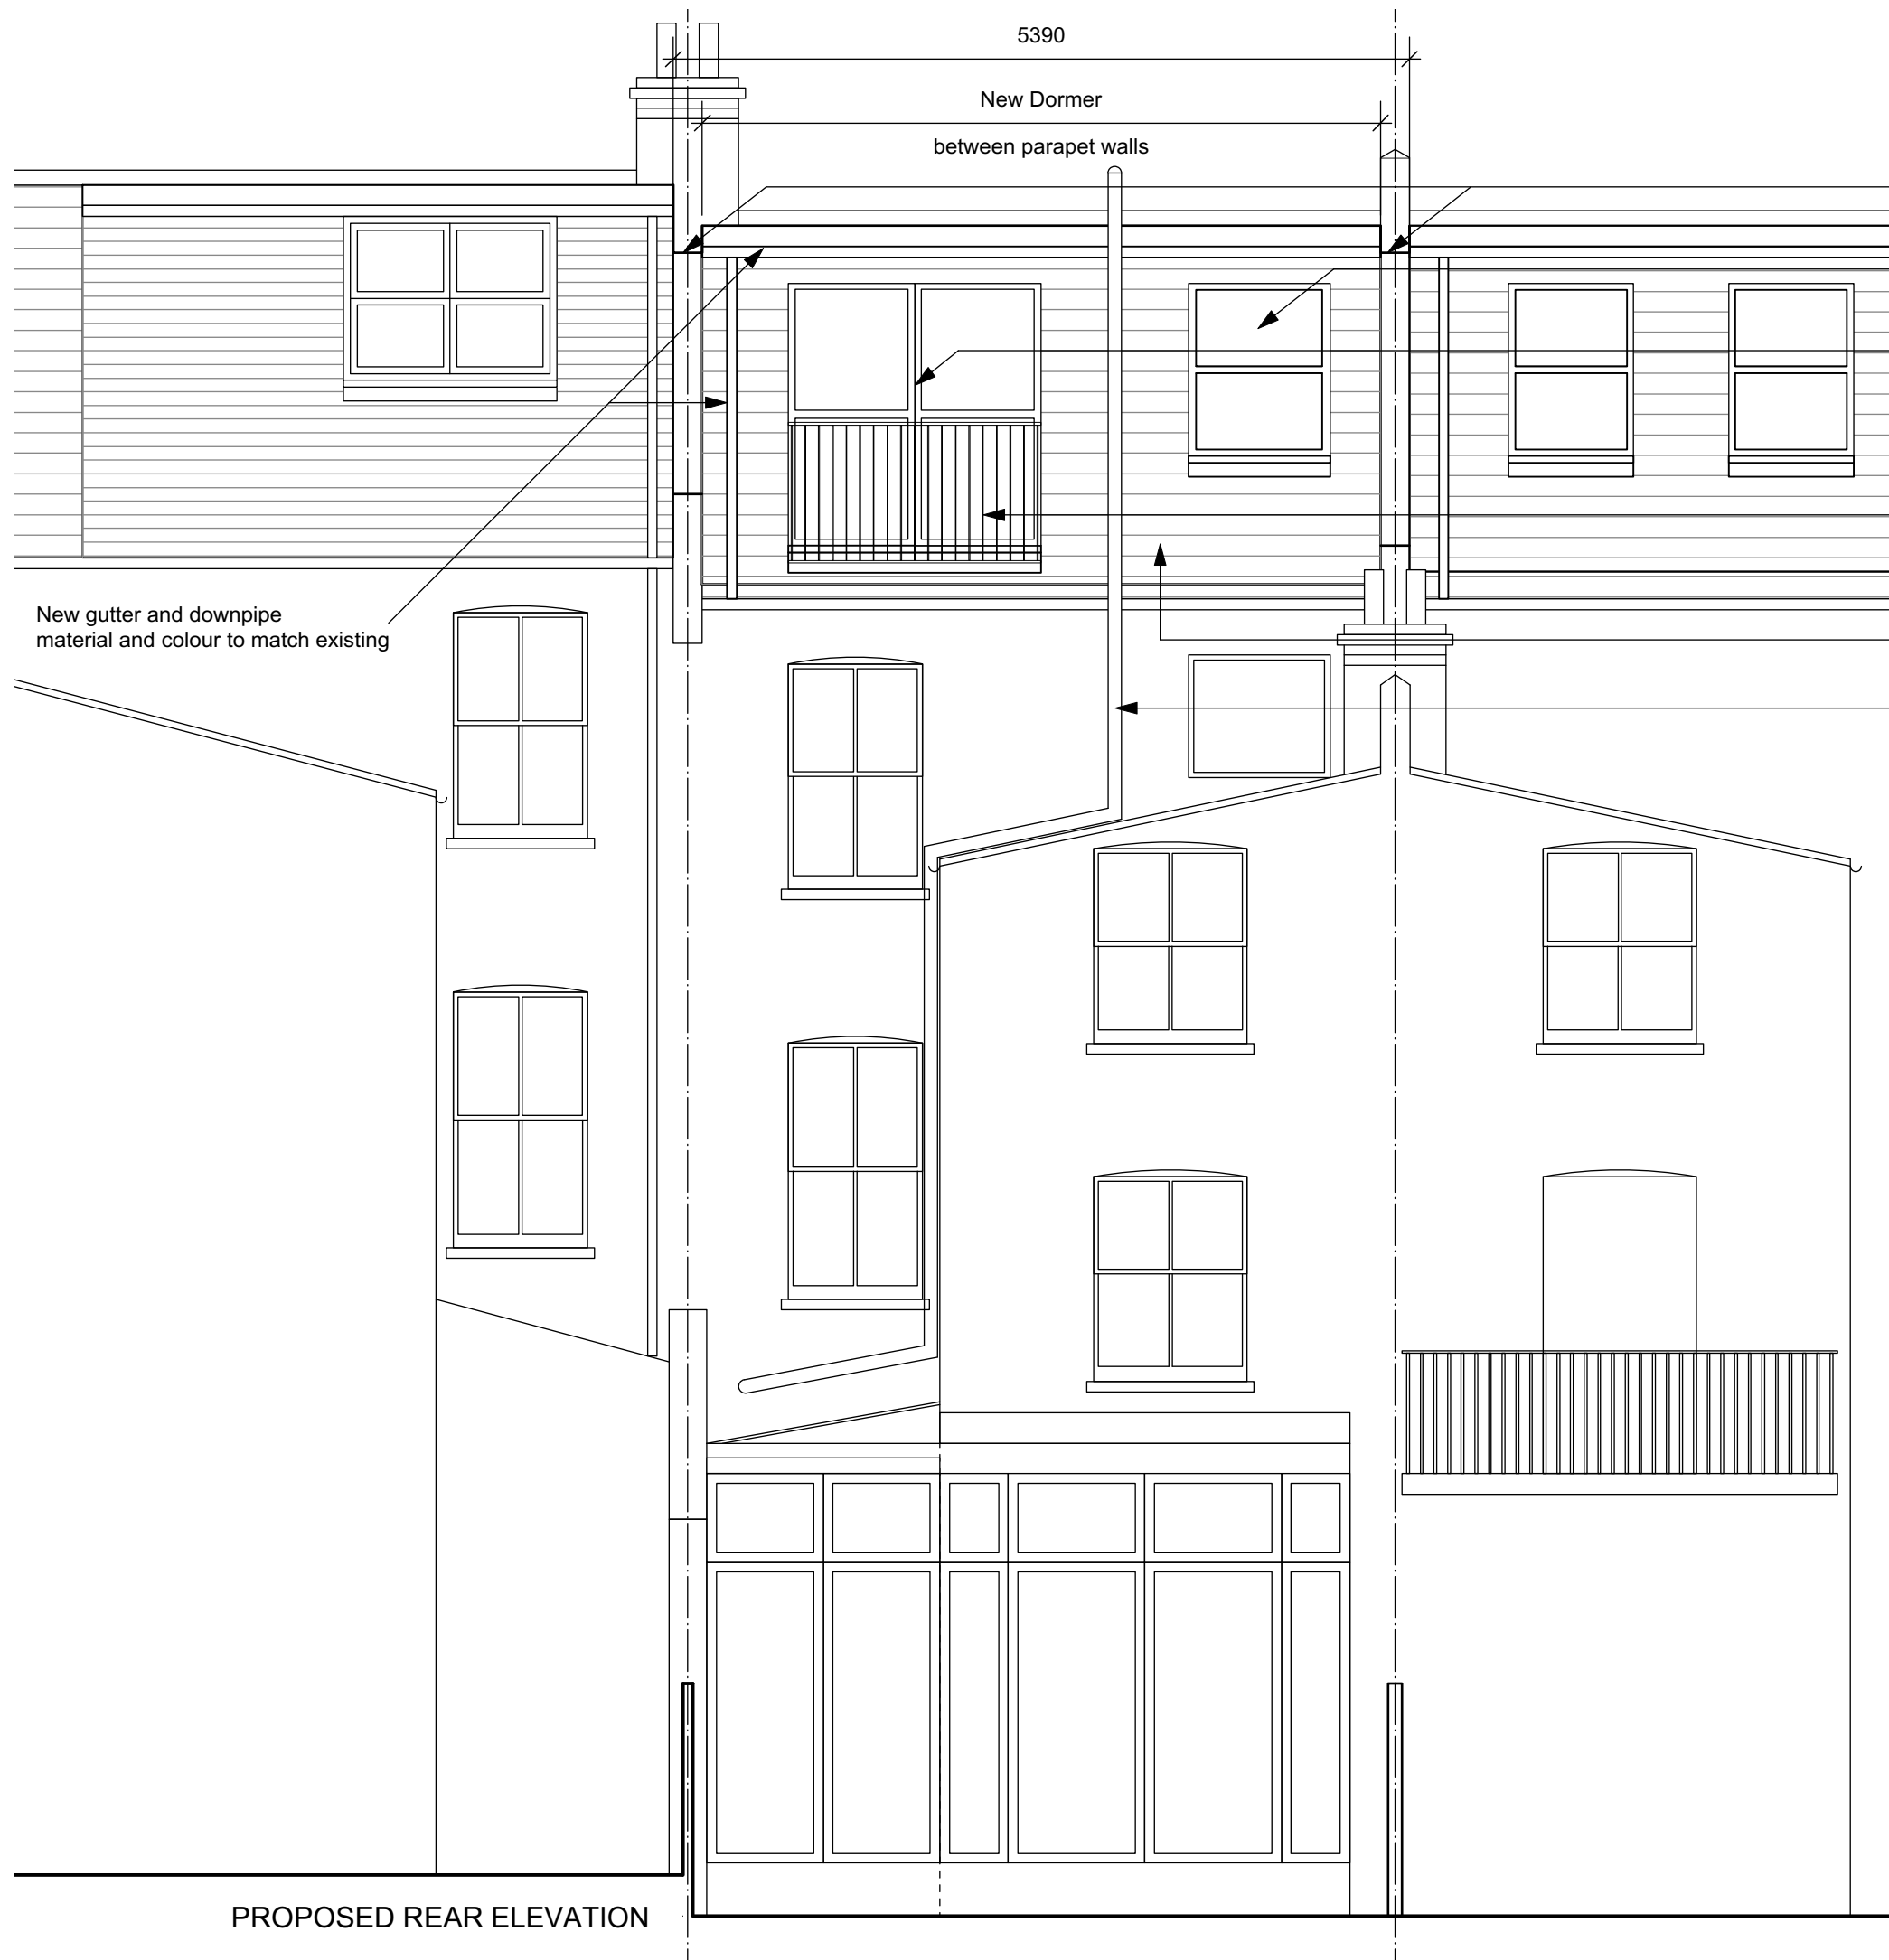 5390
New Dormer
between parapet walls
New gutter and downpipe
material and colour to match existing
PROPOSED REAR ELEVATION